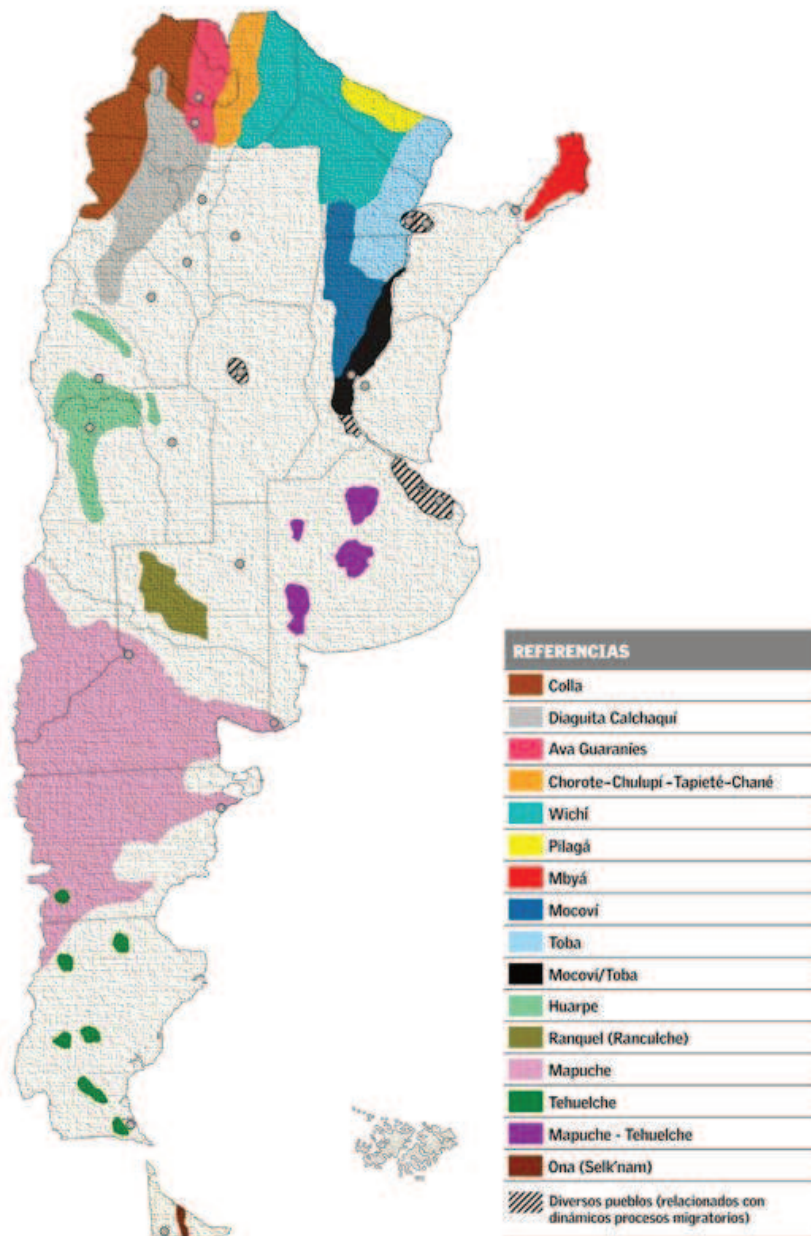 REFERENCIAS
Colla
Diaguita Calchaquí
Ava Guaraníes
Chorote-Chulupí -Tapieté-Chané
Wichí
Pilagá
Mbyá
Mocoví
Toba
Mocoví/Toba
Huarpe
Ranquel (Ranculche)
Mapuche
Tehuelche
Mapuche - Tehuelche
Ona (Selk'nam)
Diversos pueblos (relacionados con
dinámicos procesos migratorios)